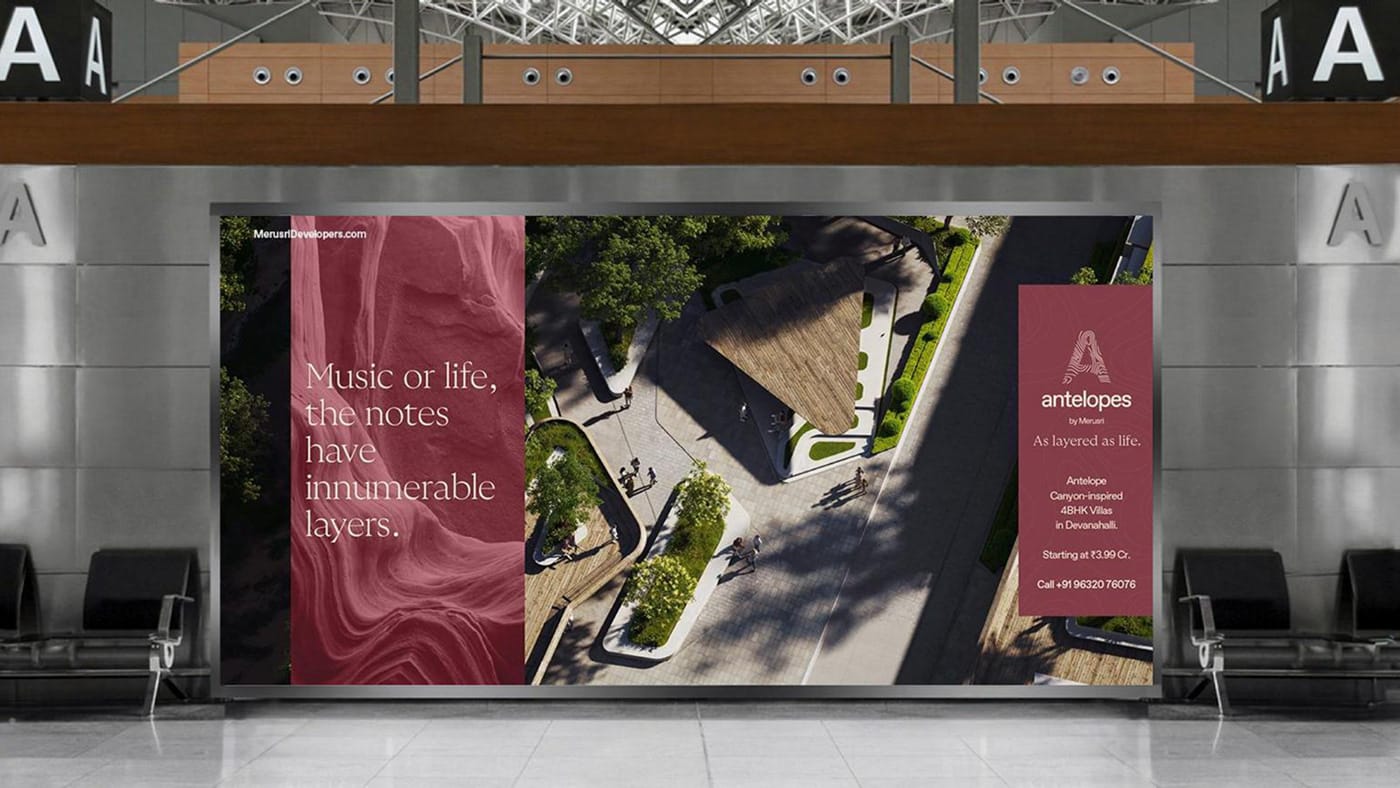 A A
A A
A
A
MerusriDevelopers.com
Music or life,
the notes
have
innumerable
layers.
A
antelopes
by Merusri
As layered as life.
Antelope
Canyon-inspired
4BHK Villas
in Devanahalli.
Starting at ₹3.99 Cr.
Call +91 96320 76076